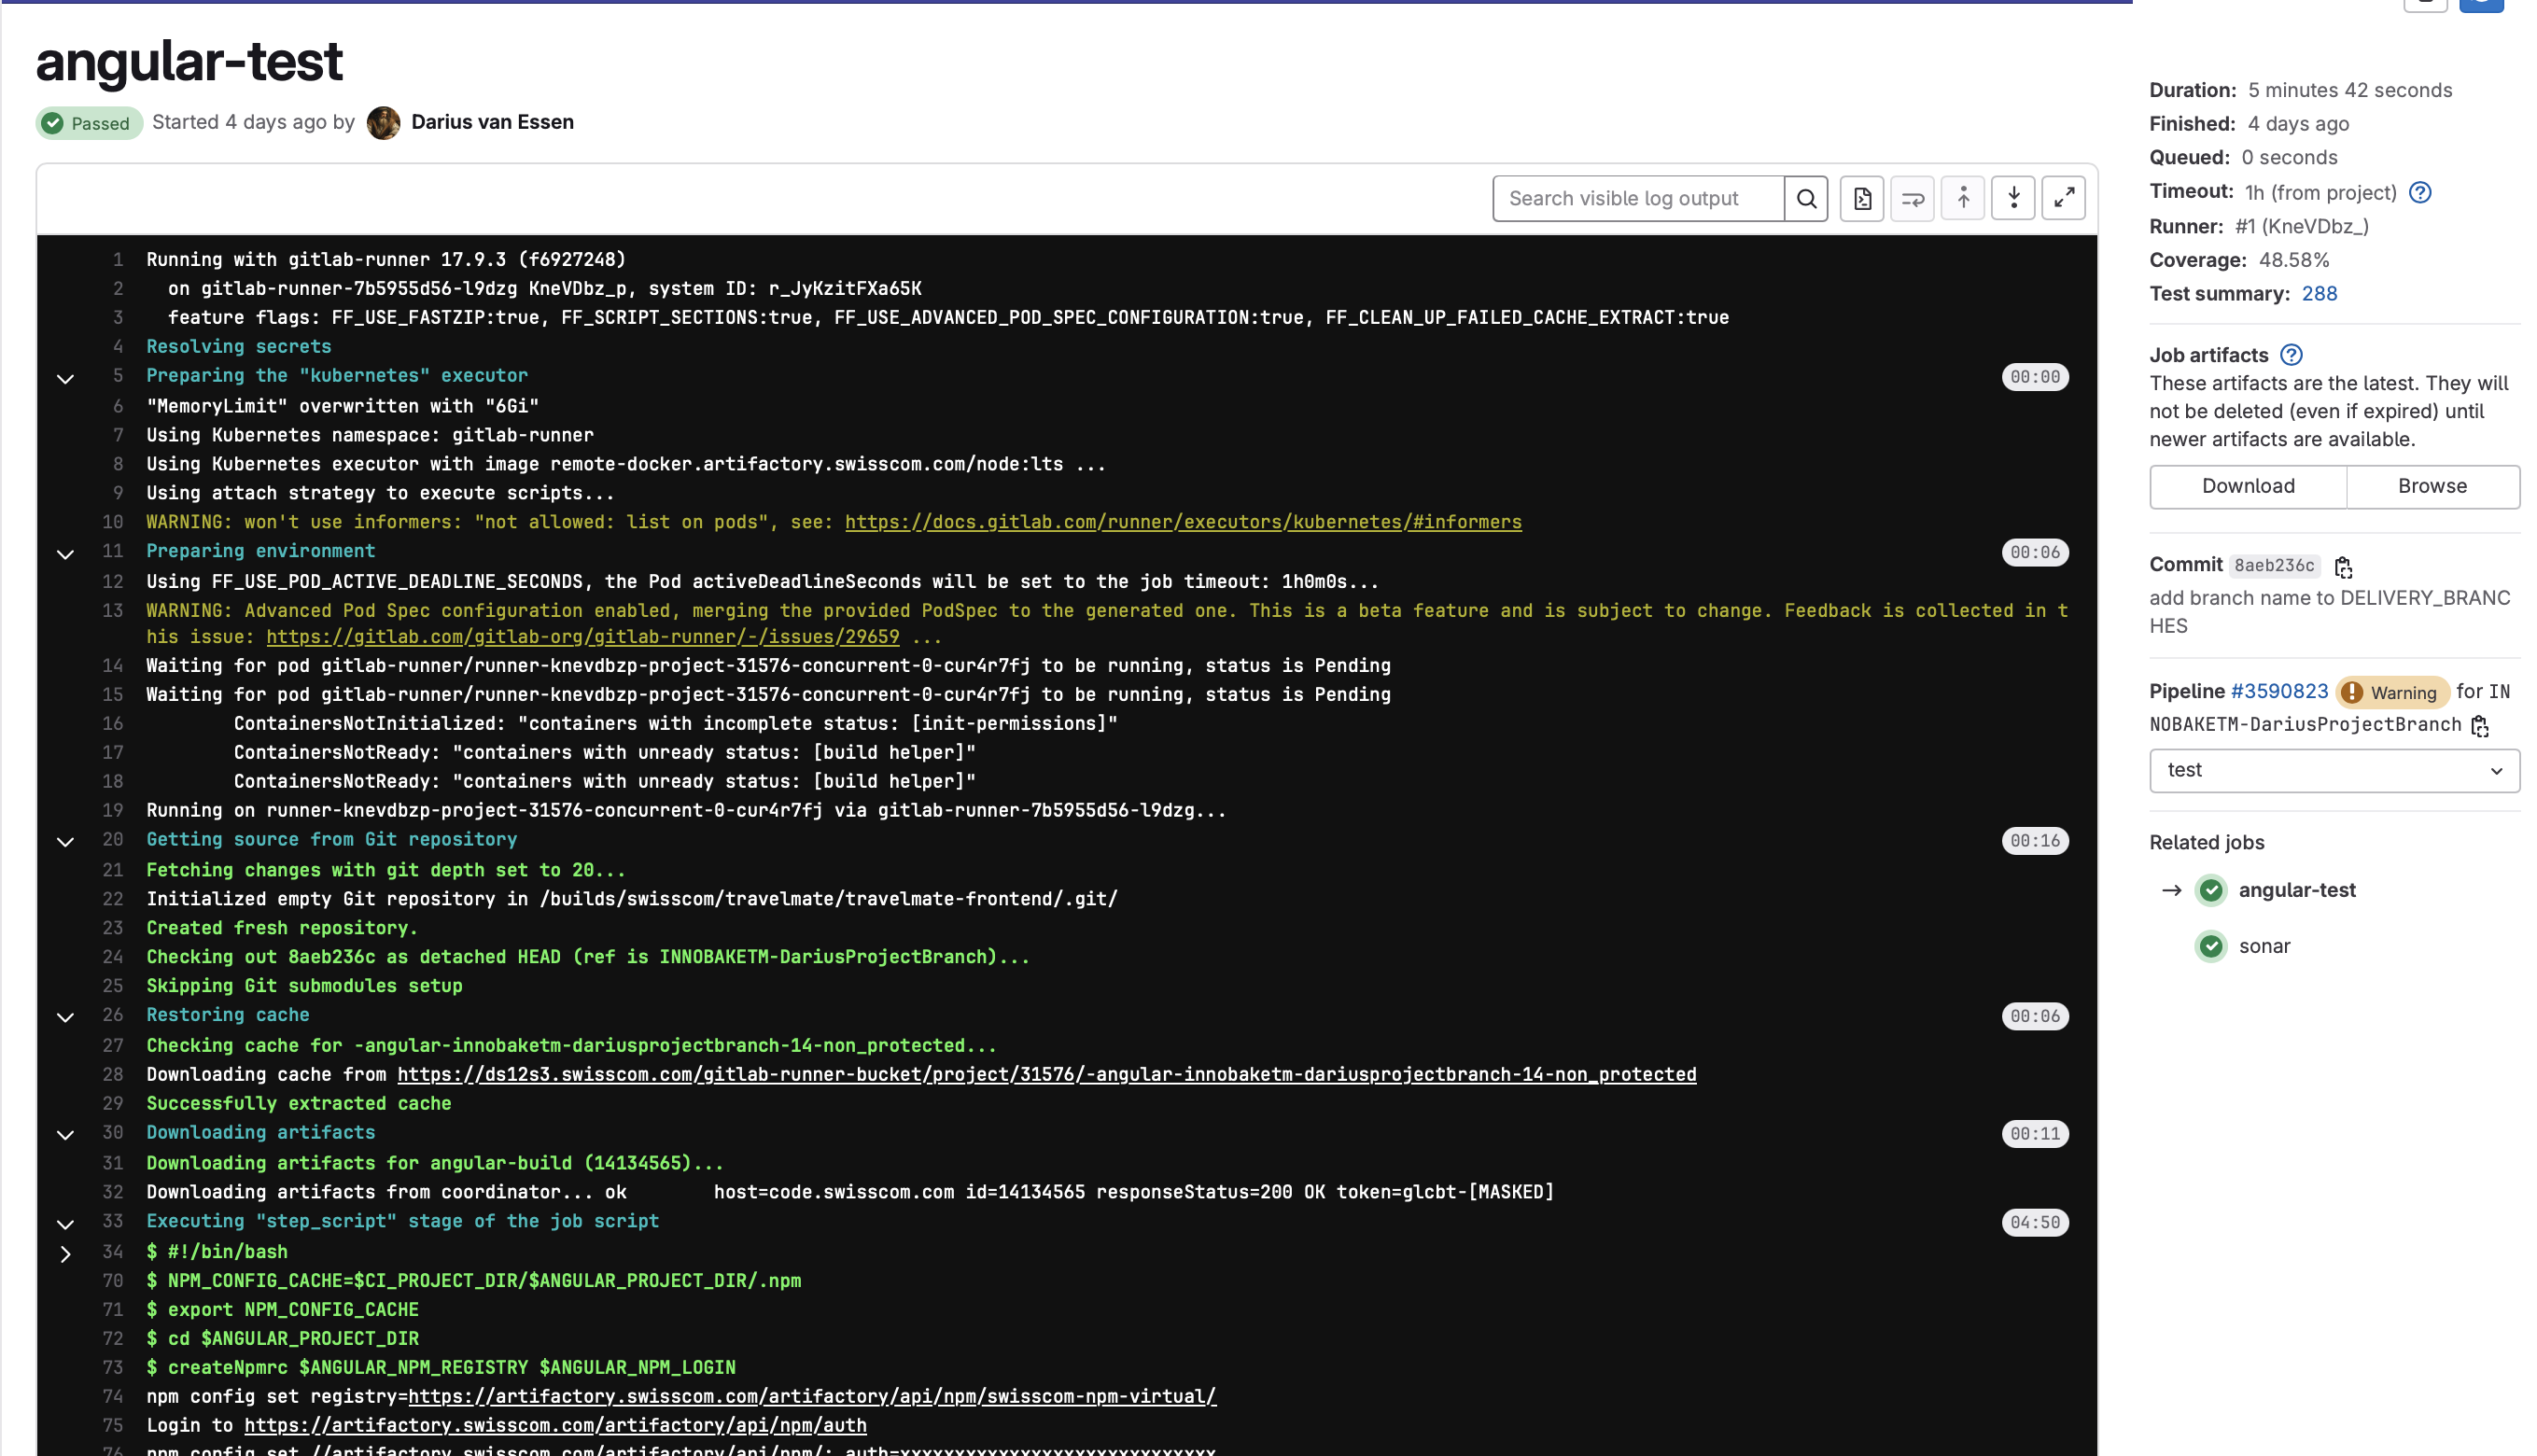 angular-test
Passed Started 4 days ago by Darius van Essen
Search visible log output
1 Running with gitlab-runner 17.9.3 (f6927248)
2 on gitlab-runner-7b5955d56-l9dzg KneVDbz_p, system ID: r_JyKzitFXa65K
3 feature flags: FF_USE_FASTZIP:true, FF_SCRIPT_SECTIONS:true, FF_USE_ADVANCED_POD_SPEC_CONFIGURATION:true, FF_CLEAN_UP_FAILED_CACHE_EXTRACT:true
4 Resolving secrets
5 Preparing the "kubernetes" executor 00:00
6 "MemoryLimit" overwritten with "6Gi"
7 Using Kubernetes namespace: gitlab-runner
8 Using Kubernetes executor with image remote-docker.artifactory.swisscom.com/node:lts ...
9 Using attach strategy to execute scripts...
10 WARNING: won't use informers: "not allowed: list on pods", see: https://docs.gitlab.com/runner/executors/kubernetes/#informers
11 Preparing environment 00:06
12 Using FF_USE_POD_ACTIVE_DEADLINE_SECONDS, the Pod activeDeadlineSeconds will be set to the job timeout: 1h0m0s...
13 WARNING: Advanced Pod Spec configuration enabled, merging the provided PodSpec to the generated one. This is a beta feature and is subject to change. Feedback is collected in t
his issue: https://gitlab.com/gitlab-org/gitlab-runner/-/issues/29659 ...
14 Waiting for pod gitlab-runner/runner-knevdbzp-project-31576-concurrent-0-cur4r7fj to be running, status is Pending
15 Waiting for pod gitlab-runner/runner-knevdbzp-project-31576-concurrent-0-cur4r7fj to be running, status is Pending
16 ContainersNotInitialized: "containers with incomplete status: [init-permissions]"
17 ContainersNotReady: "containers with unready status: [build helper]"
18 ContainersNotReady: "containers with unready status: [build helper]"
19 Running on runner-knevdbzp-project-31576-concurrent-0-cur4r7fj via gitlab-runner-7b5955d56-l9dzg...
20 Getting source from Git repository 00:16
21 Fetching changes with git depth set to 20...
22 Initialized empty Git repository in /builds/swisscom/travelmate/travelmate-frontend/.git/
23 Created fresh repository.
24 Checking out 8aeb236c as detached HEAD (ref is INNOBAKETM-DariusProjectBranch)...
25 Skipping Git submodules setup
26 Restoring cache 00:06
27 Checking cache for -angular-innobaketm-dariusprojectbranch-14-non_protected...
28 Downloading cache from https://ds12s3.swisscom.com/gitlab-runner-bucket/project/31576/-angular-innobaketm-dariusprojectbranch-14-non_protected
29 Successfully extracted cache
30 Downloading artifacts 00:11
31 Downloading artifacts for angular-build (14134565)...
32 Downloading artifacts from coordinator... ok host=code.swisscom.com id=14134565 responseStatus=200 OK token=glcbt-[MASKED]
33 Executing "step_script" stage of the job script 04:50
34 $ #!/bin/bash
70 $ NPM_CONFIG_CACHE=$CI_PROJECT_DIR/$ANGULAR_PROJECT_DIR/.npm
71 $ export NPM_CONFIG_CACHE
72 $ cd $ANGULAR_PROJECT_DIR
73 $ createNpmrc $ANGULAR_NPM_REGISTRY $ANGULAR_NPM_LOGIN
74 npm config set registry=https://artifactory.swisscom.com/artifactory/api/npm/swisscom-npm-virtual/
75 Login to https://artifactory.swisscom.com/artifactory/api/npm/auth
76 npm config set //artifactory.swisscom.com/artifactory/api/npm/:
Duration: 5 minutes 42 seconds
Finished: 4 days ago
Queued: 0 seconds
Timeout: 1h (from project)
Runner: #1 (KneVDbz_)
Coverage: 48.58%
Test summary: 288
Job artifacts
These artifacts are the latest. They will
not be deleted (even if expired) until
newer artifacts are available.
Download Browse
Commit 8aeb236c
add branch name to DELIVERY_BRANC
HES
Pipeline #3590823 Warning for IN
NOBAKETM-DariusProjectBranch
test
Related jobs
angular-test
sonar